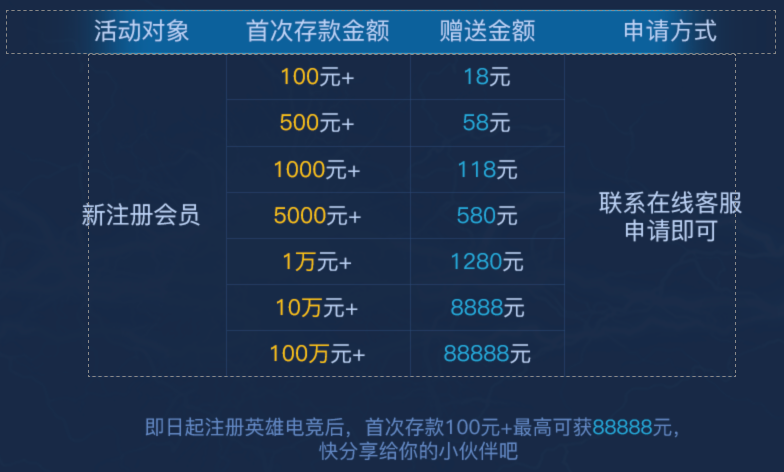 活动对象 首次存款金额 赠送金额 申请方式
100元+ 18元
500元+ 58元
1000元+ 118元
新注册会员 5000元+ 580元 联系在线客服
申请即可
1万元+ 1280元
10万元+ 8888元
100万元+ 88888元
即日起注册英雄电竞后，首次存款100元+最高可获88888元，
快分享给你的小伙伴吧